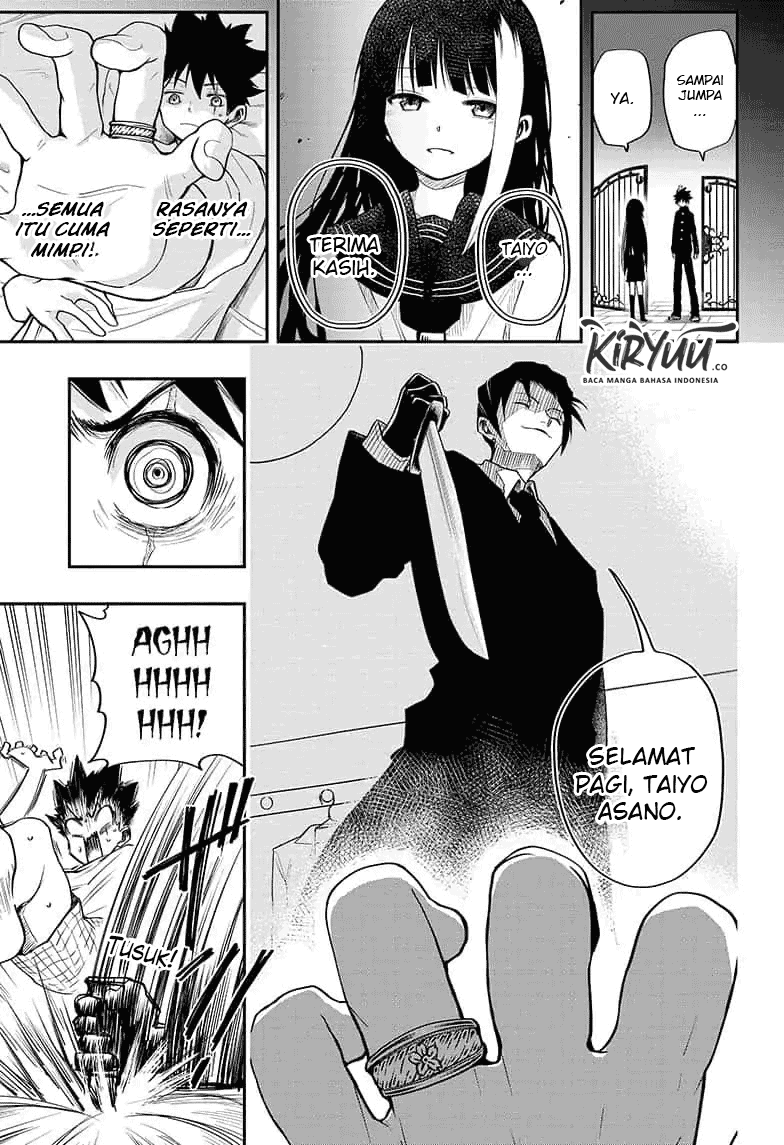 SAMPAI
JUMPA
...
YA.
TAIYO
...
TERIMA
KASIH.
RASANYA
SEPERTI...
...SEMUA
ITU CUMA
MIMPI!.
KIRYUU.CO
BACA MANGA BAHASA INDONESIA
SELAMAT
PAGI, TAIYO
ASANO.
AGHH
HHHH
HHH!
TUSUK!